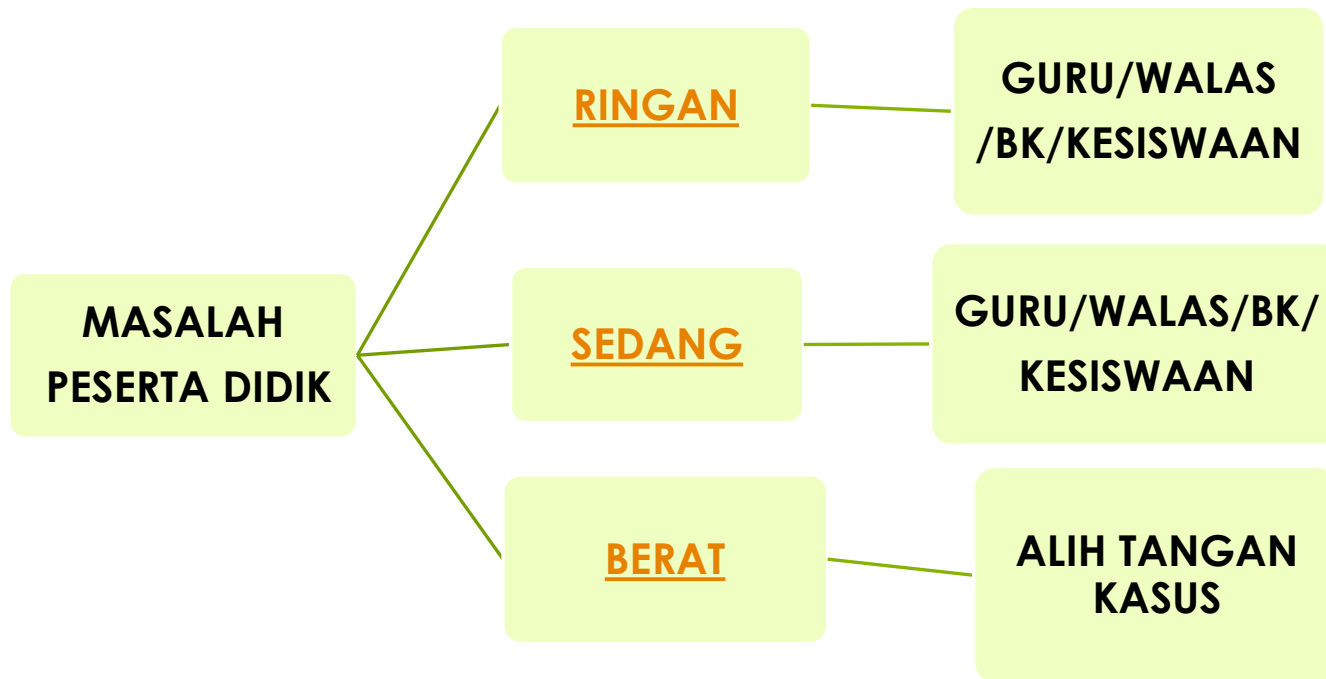 MASALAH
PESERTA DIDIK
RINGAN
GURU/WALAS
/BK/KESISWAAN
SEDANG
GURU/WALAS/BK/
KESISWAAN
BERAT
ALIH TANGAN
KASUS